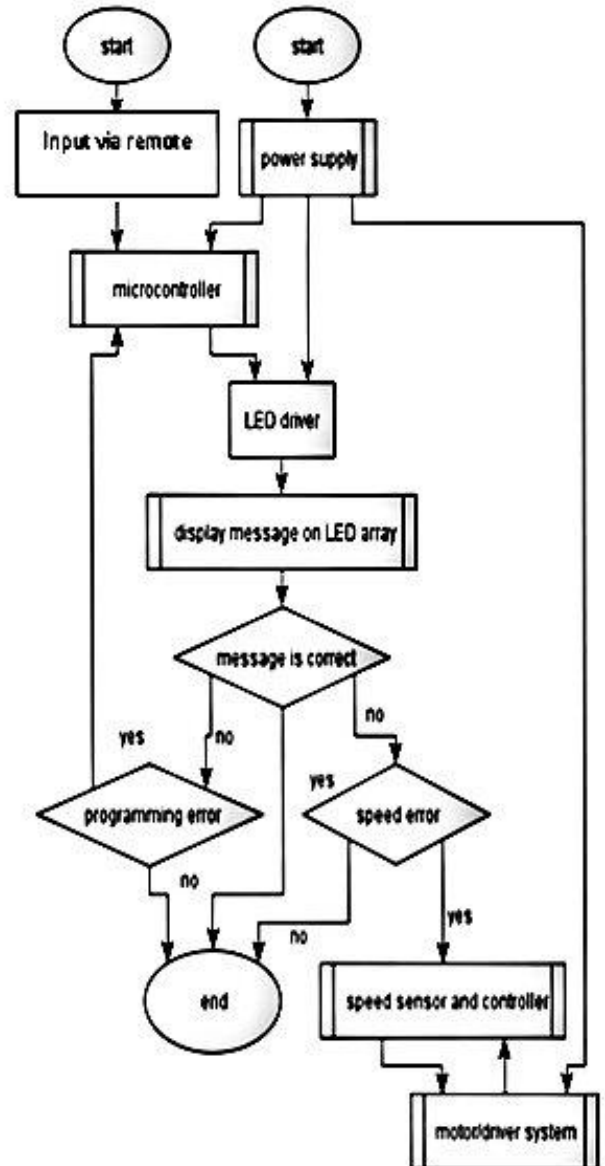 start
start
Input via remote
power supply
microcontroller
LED driver
display message on LED array
message is correct
no
yes
no
yes
programming error
speed error
no
yes
no
end
speed sensor and controller
motor/driver system